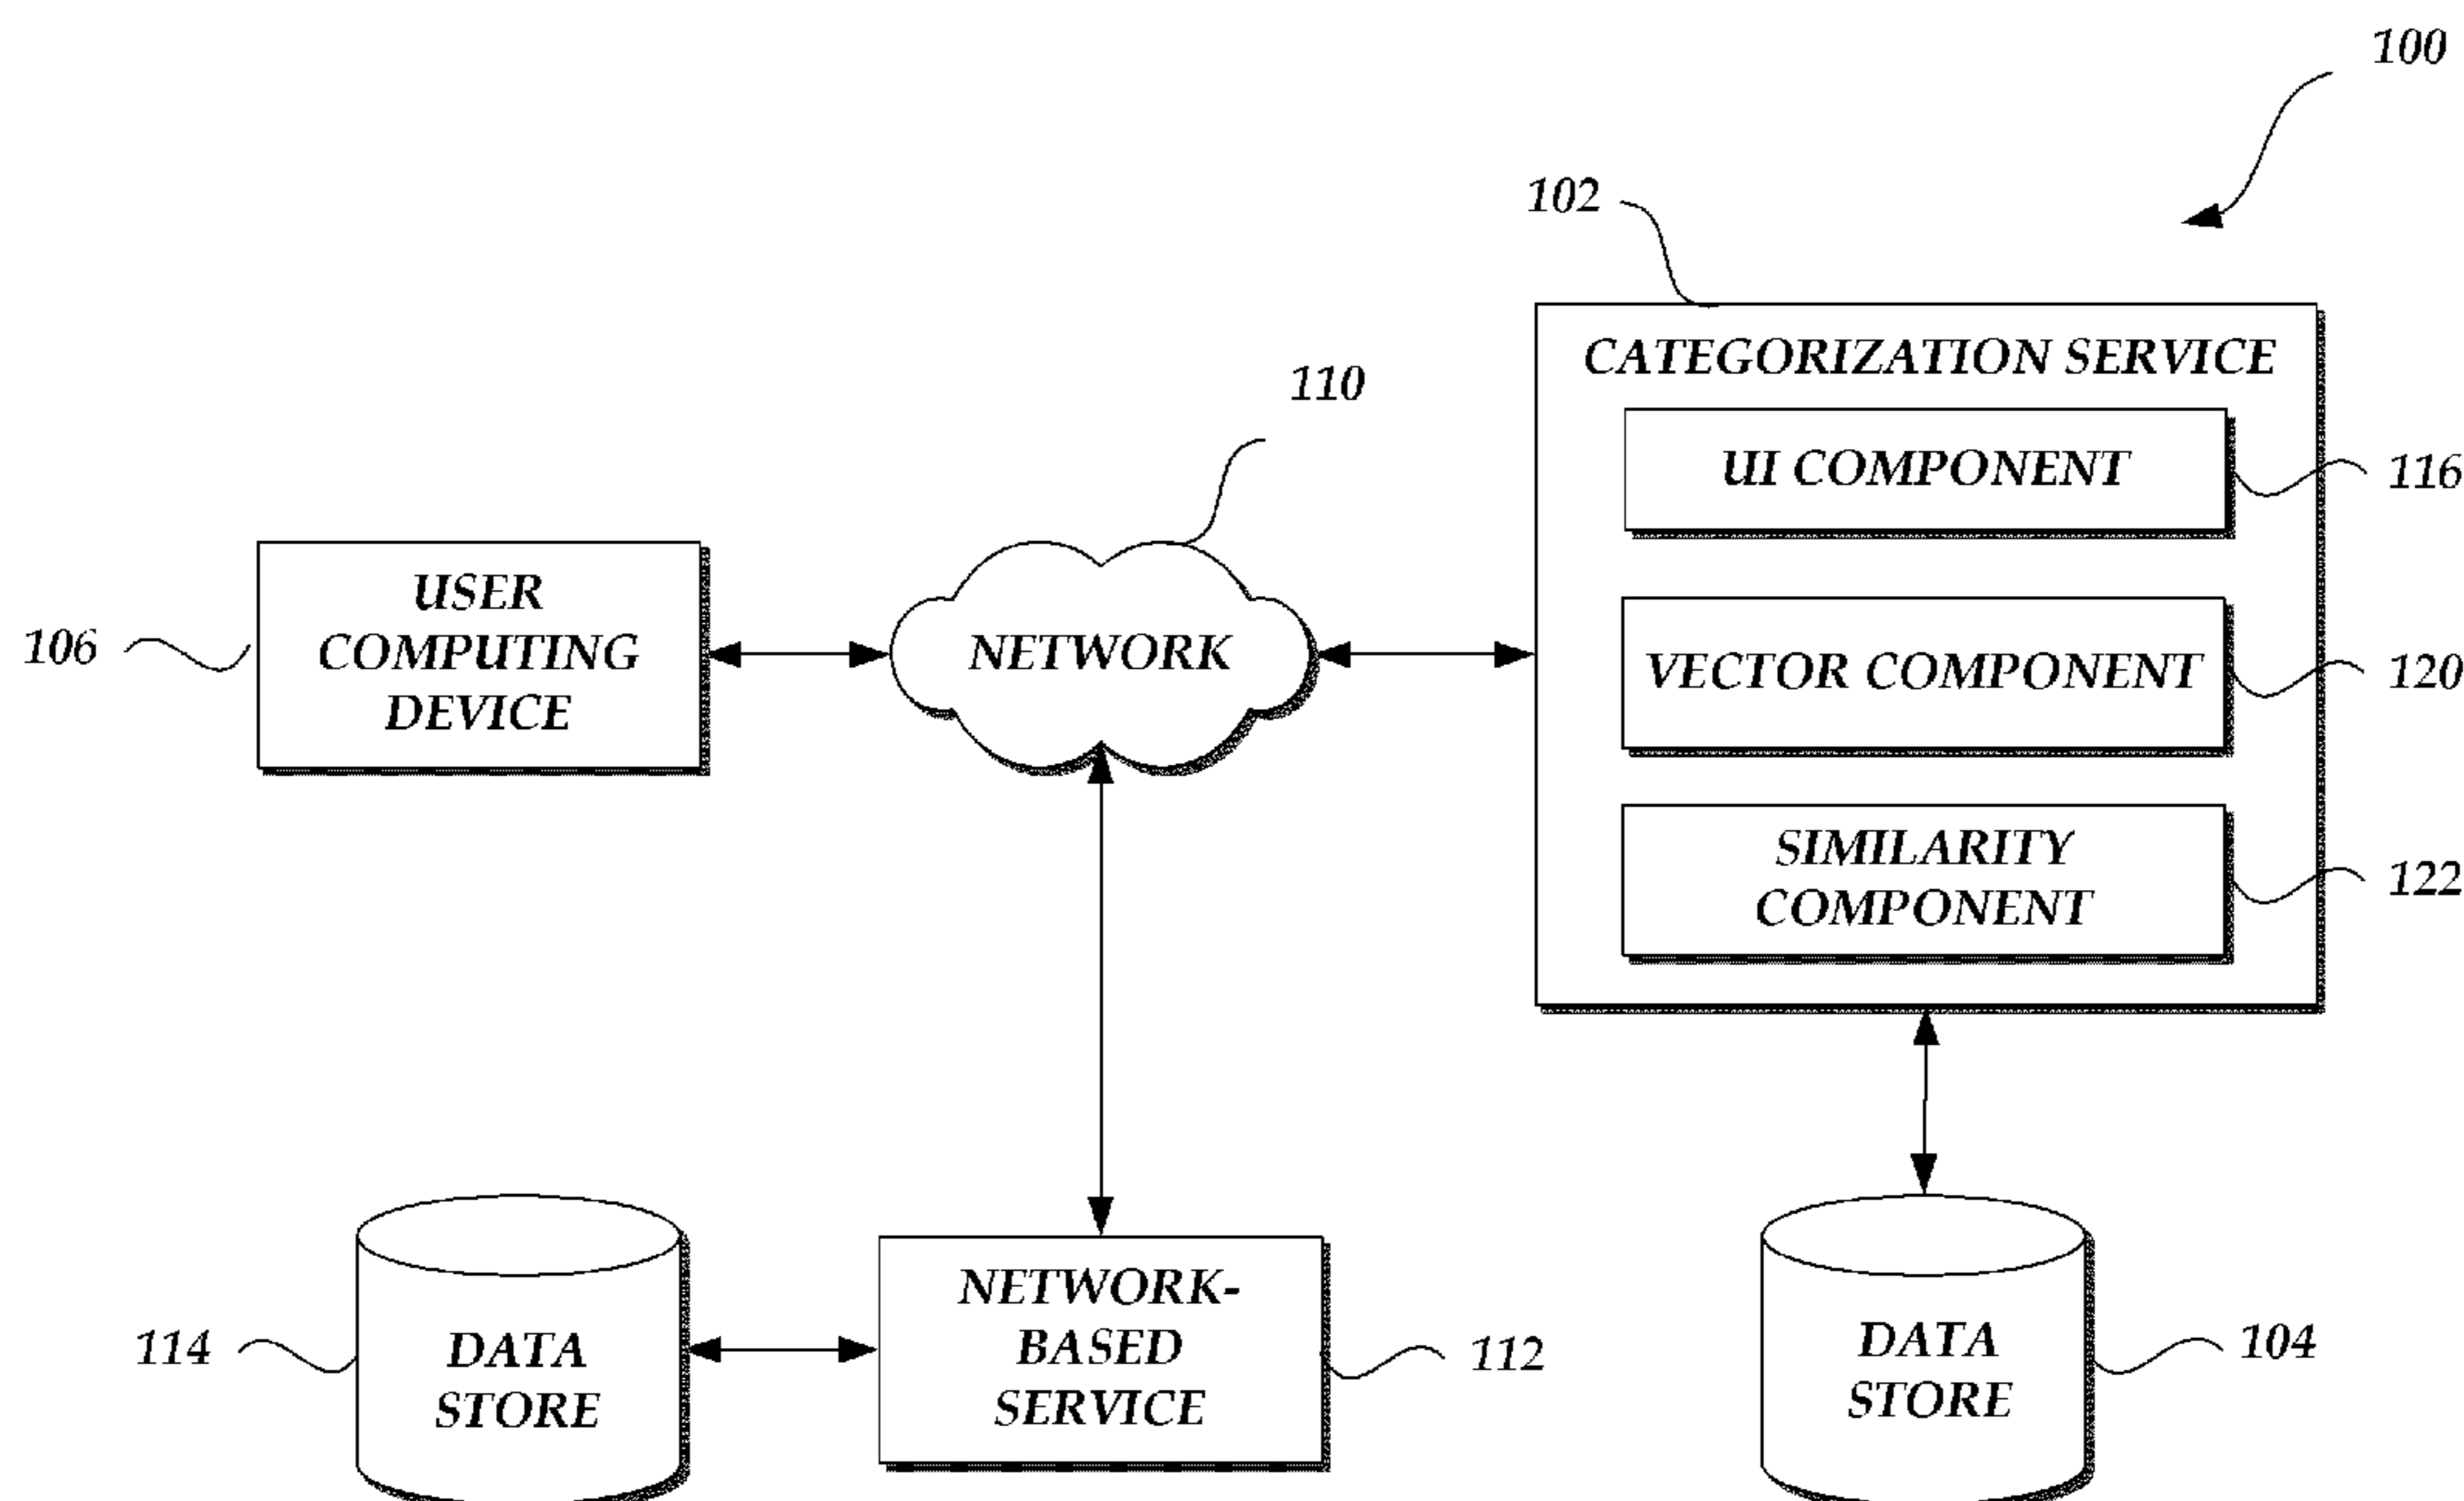 100
102
CATEGORIZATION SERVICE
110
UI COMPONENT
116
USER
COMPUTING
DEVICE
106
NETWORK
VECTOR COMPONENT
120
SIMILARITY
COMPONENT
122
114
DATA
STORE
NETWORK-
BASED
SERVICE
112
DATA
STORE
104